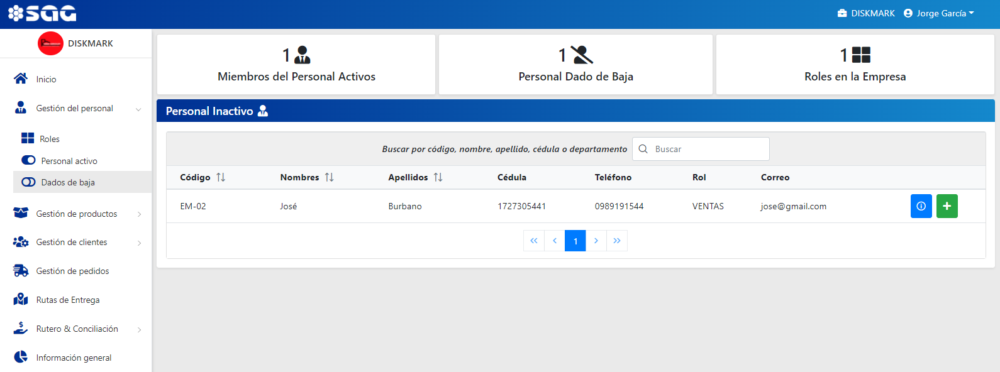 SAG
DISKMARK Jorge García
DISKMARK
Inicio
Gestión del personal
Roles
Personal activo
Dados de baja
Gestión de productos
Gestión de clientes
Gestión de pedidos
Rutas de Entrega
Rutero & Conciliación
Información general
1
Miembros del Personal Activos
1
Personal Dado de Baja
1
Roles en la Empresa
Personal Inactivo
Buscar por código, nombre, apellido, cédula o departamento Buscar
Código Nombres Apellidos Cédula Teléfono Rol Correo
EM-02 José Burbano 1727305441 0989191544 VENTAS jose@gmail.com
« ‹ 1 › »